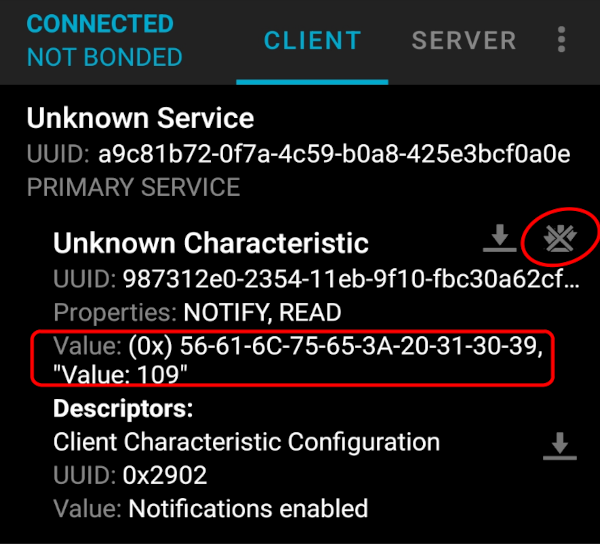 CONNECTED
NOT BONDED
CLIENT
SERVER
Unknown Service
UUID: a9c81b72-0f7a-4c59-b0a8-425e3bcf0a0e
PRIMARY SERVICE
Unknown Characteristic
UUID: 987312e0-2354-11eb-9f10-fbc30a62cf...
Properties: NOTIFY, READ
Value: (0x) 56-61-6C-75-65-3A-20-31-30-39,
"Value: 109"
Descriptors:
Client Characteristic Configuration
UUID: 0x2902
Value: Notifications enabled